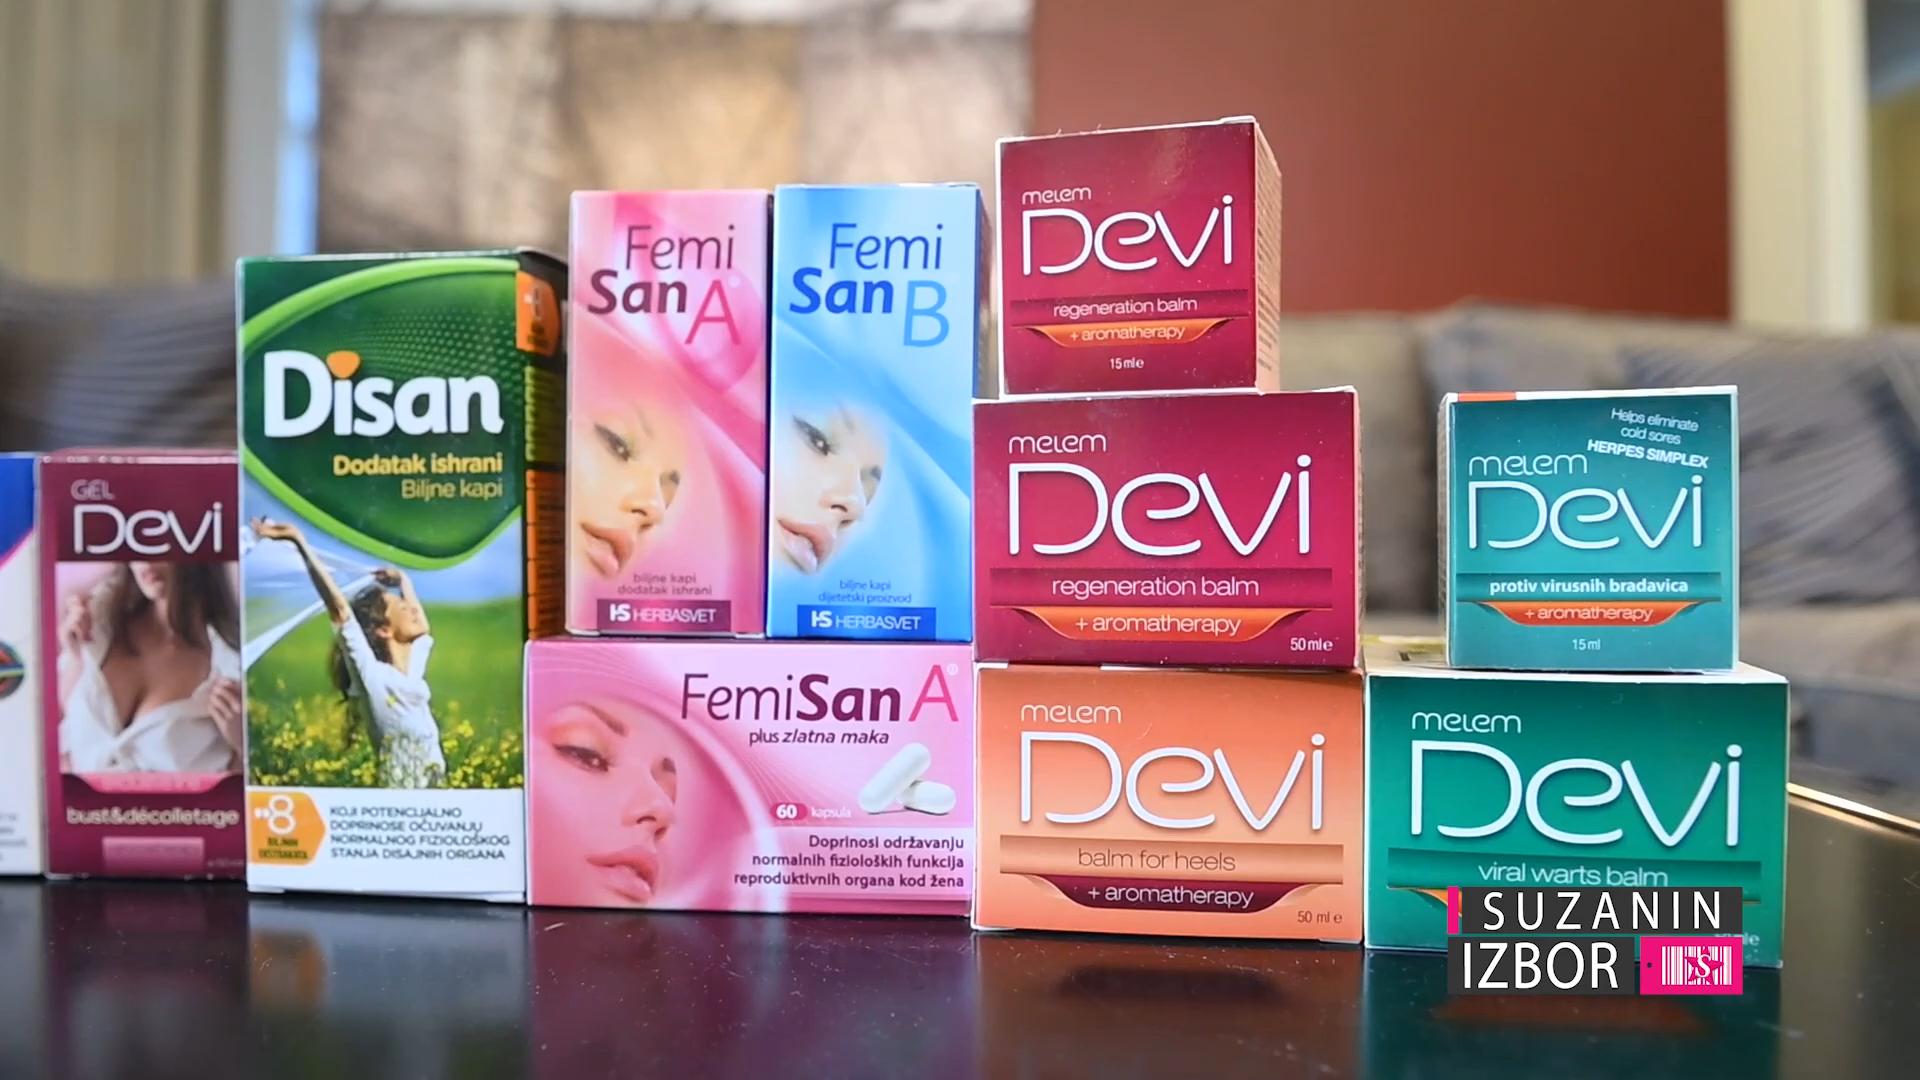 GEL
Devi
bust&décolletage
Disan
Dodatak ishrani
Biljne kapi
8
BILJNIH
EKSTRAKATA
KOJI POTENCIJALNO
DOPRINOSE OČUVANJU
NORMALNOG FIZIOLOŠKOG
STANJA DISAJNIH ORGANA
Femi
San A
biljne kapi
dodatak ishrani
HS HERBASVET
Femi
San B
biljne kapi
dijetetski proizvod
HS HERBASVET
FemiSan A®
plus zlatna maka
60 kapsula
Doprinosi održavanju
normalnih fizioloških funkcija
reproduktivnih organa kod žena
melem
Devi
regeneration balm
+ aromatherapy
15 ml e
melem
Devi
regeneration balm
+ aromatherapy
50 ml e
melem
Devi
balm for heels
+ aromatherapy
50 ml e
Helps eliminate
cold sores
HERPES SIMPLEX
melem
Devi
protiv virusnih bradavica
+ aromatherapy
15 ml
melem
Devi
viral warts balm
SUZANIN
IZBOR
S